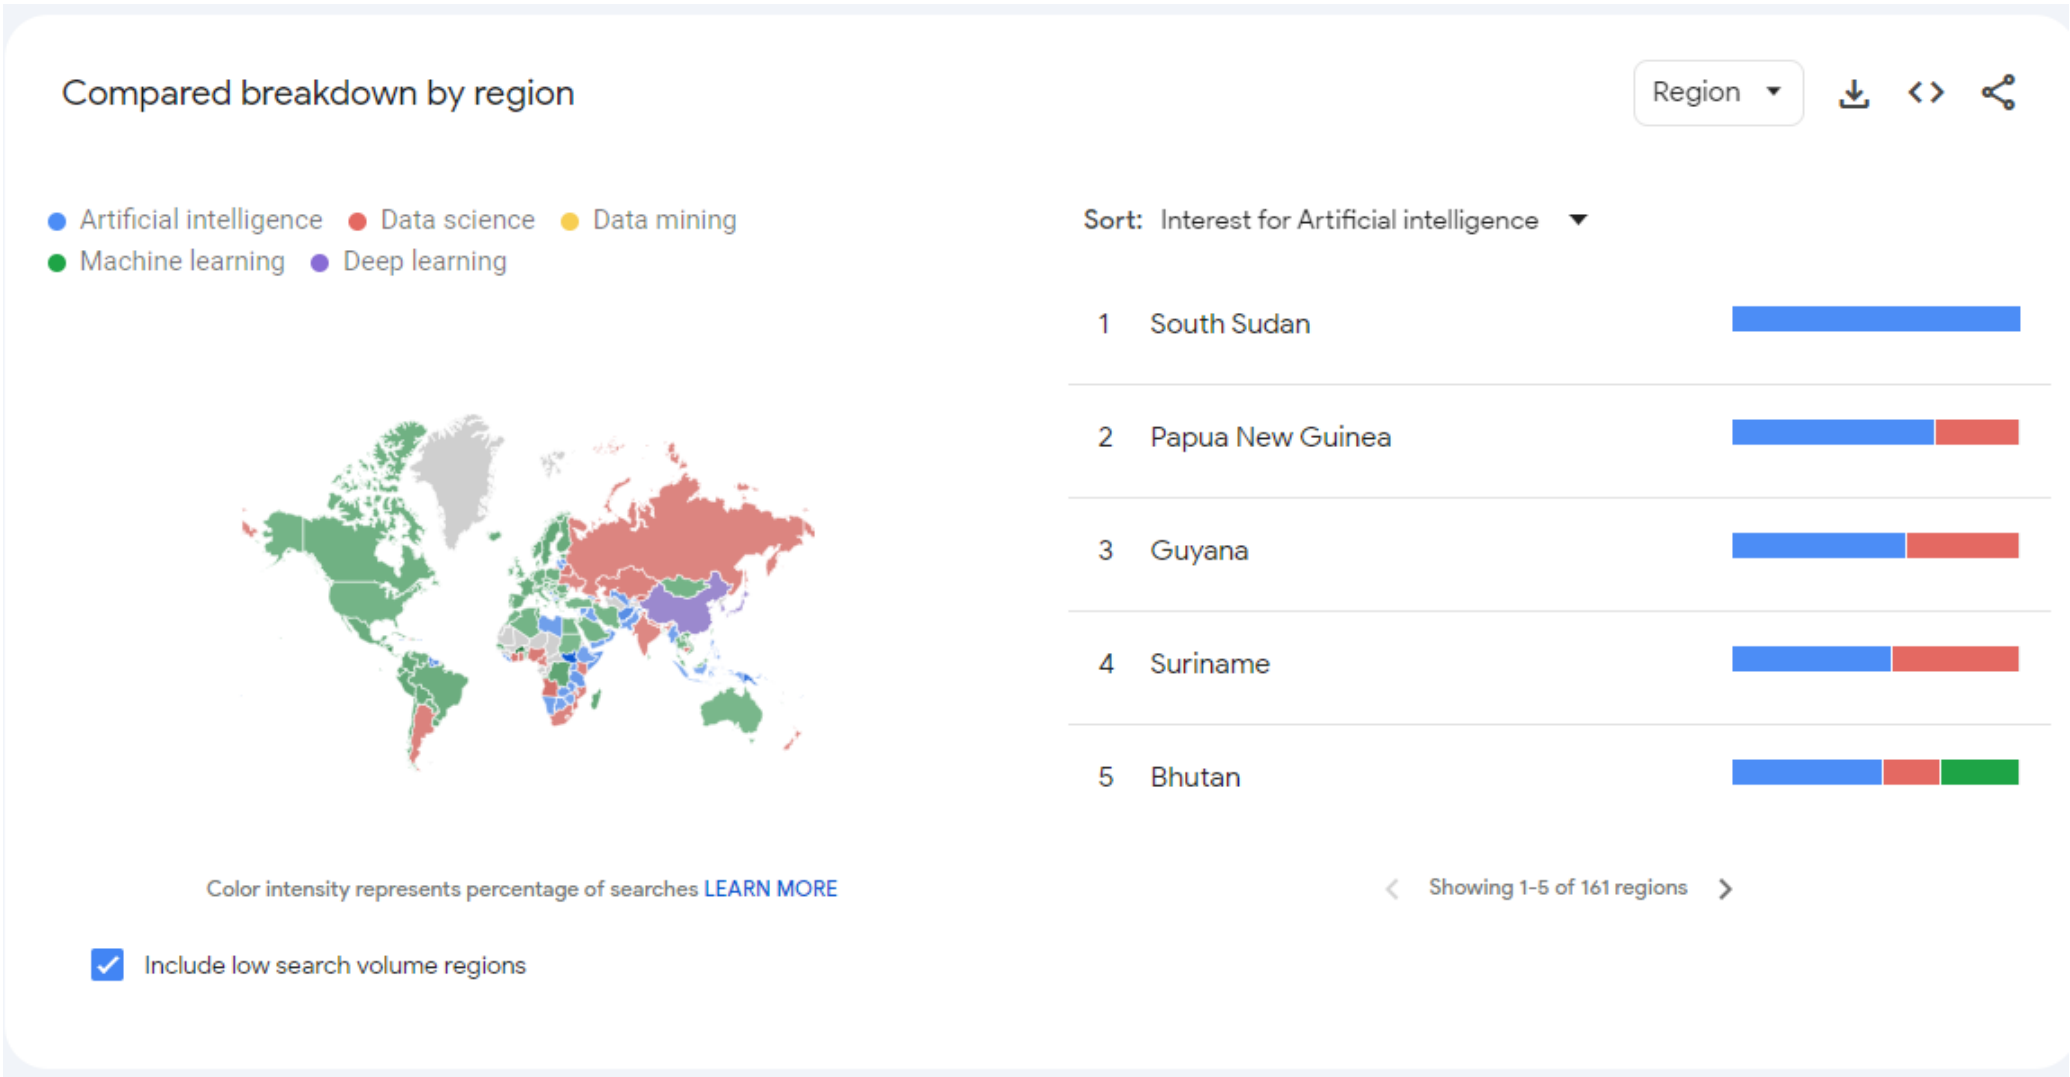 Compared breakdown by region
Region
Artificial intelligence Data science Data mining
Machine learning Deep learning
Sort: Interest for Artificial intelligence
1 South Sudan
2 Papua New Guinea
3 Guyana
4 Suriname
5 Bhutan
Color intensity represents percentage of searches LEARN MORE
Showing 1-5 of 161 regions
Include low search volume regions